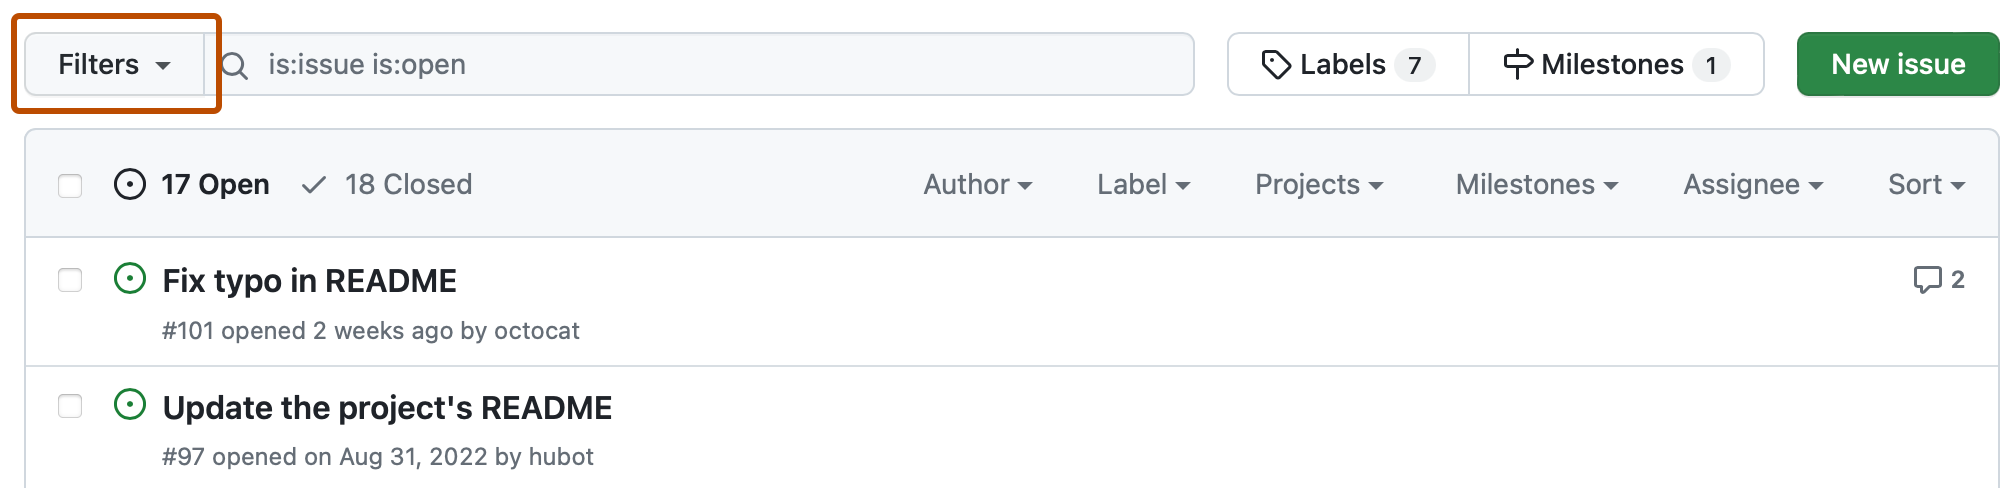 Filters is:issue is:open Labels 7 Milestones 1 New issue
17 Open 18 Closed Author Label Projects Milestones Assignee Sort
Fix typo in README 2
#101 opened 2 weeks ago by octocat
Update the project's README
#97 opened on Aug 31, 2022 by hubot